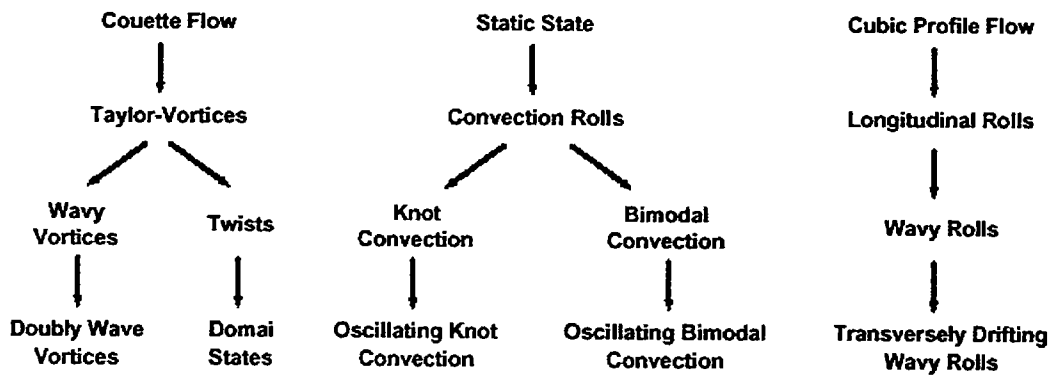 Couette Flow
Static State
Cubic Profile Flow
Taylor-Vortices
Convection Rolls
Longitudinal Rolls
Wavy
Vortices
Twists
Knot
Convection
Bimodal
Convection
Wavy Rolls
Doubly Wave
Vortices
Domai
States
Oscillating Knot
Convection
Oscillating Bimodal
Convection
Transversely Drifting
Wavy Rolls